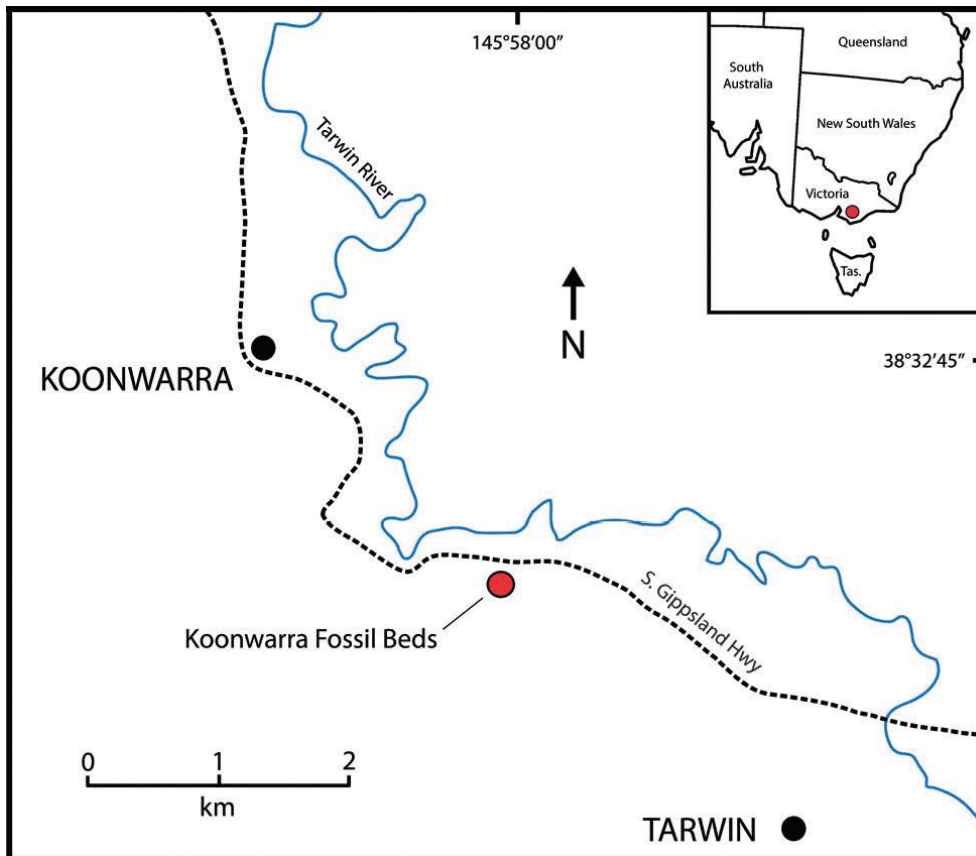 145°58′00″
Queensland
South
Australia
New South Wales
Tarwin River
Victoria
Tas.
N
38°32′45″
KOONWARRA
S. Gippsland Hwy
Koonwarra Fossil Beds
0 1 2
km
TARWIN